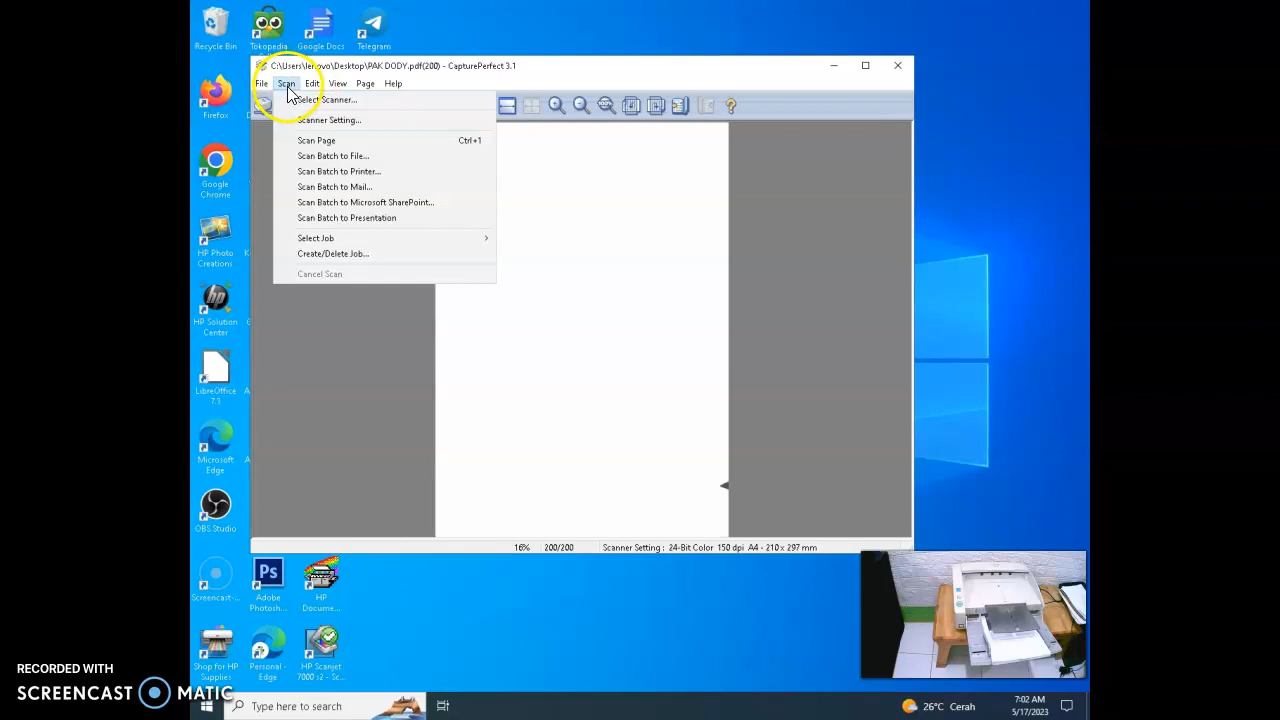 Recycle Bin
Tokopedia
Google Docs
Telegram
C:\Users\lenovo\Desktop\PAK DODY.pdf(200) - CapturePerfect 3.1
File Scan Edit View Page Help
Select Scanner...
Scanner Setting...
Scan Page Ctrl+1
Scan Batch to File...
Scan Batch to Printer...
Scan Batch to Mail...
Scan Batch to Microsoft SharePoint...
Scan Batch to Presentation
Select Job
Create/Delete Job...
Cancel Scan
Firefox
Google
Chrome
HP Photo
Creations
HP Solution
Center
LibreOffice
7.1
Microsoft
Edge
OBS Studio
16% 200/200 Scanner Setting : 24-Bit Color 150 dpi A4 - 210 x 297 mm
Screencast-...
Ps
Adobe
Photosh...
HP
Docume...
Shop for HP
Supplies
Personal -
Edge
HP Scanjet
7000 s2 - Sc...
RECORDED WITH
SCREENCAST MATIC
Type here to search
26°C Cerah
7:02 AM
5/17/2023